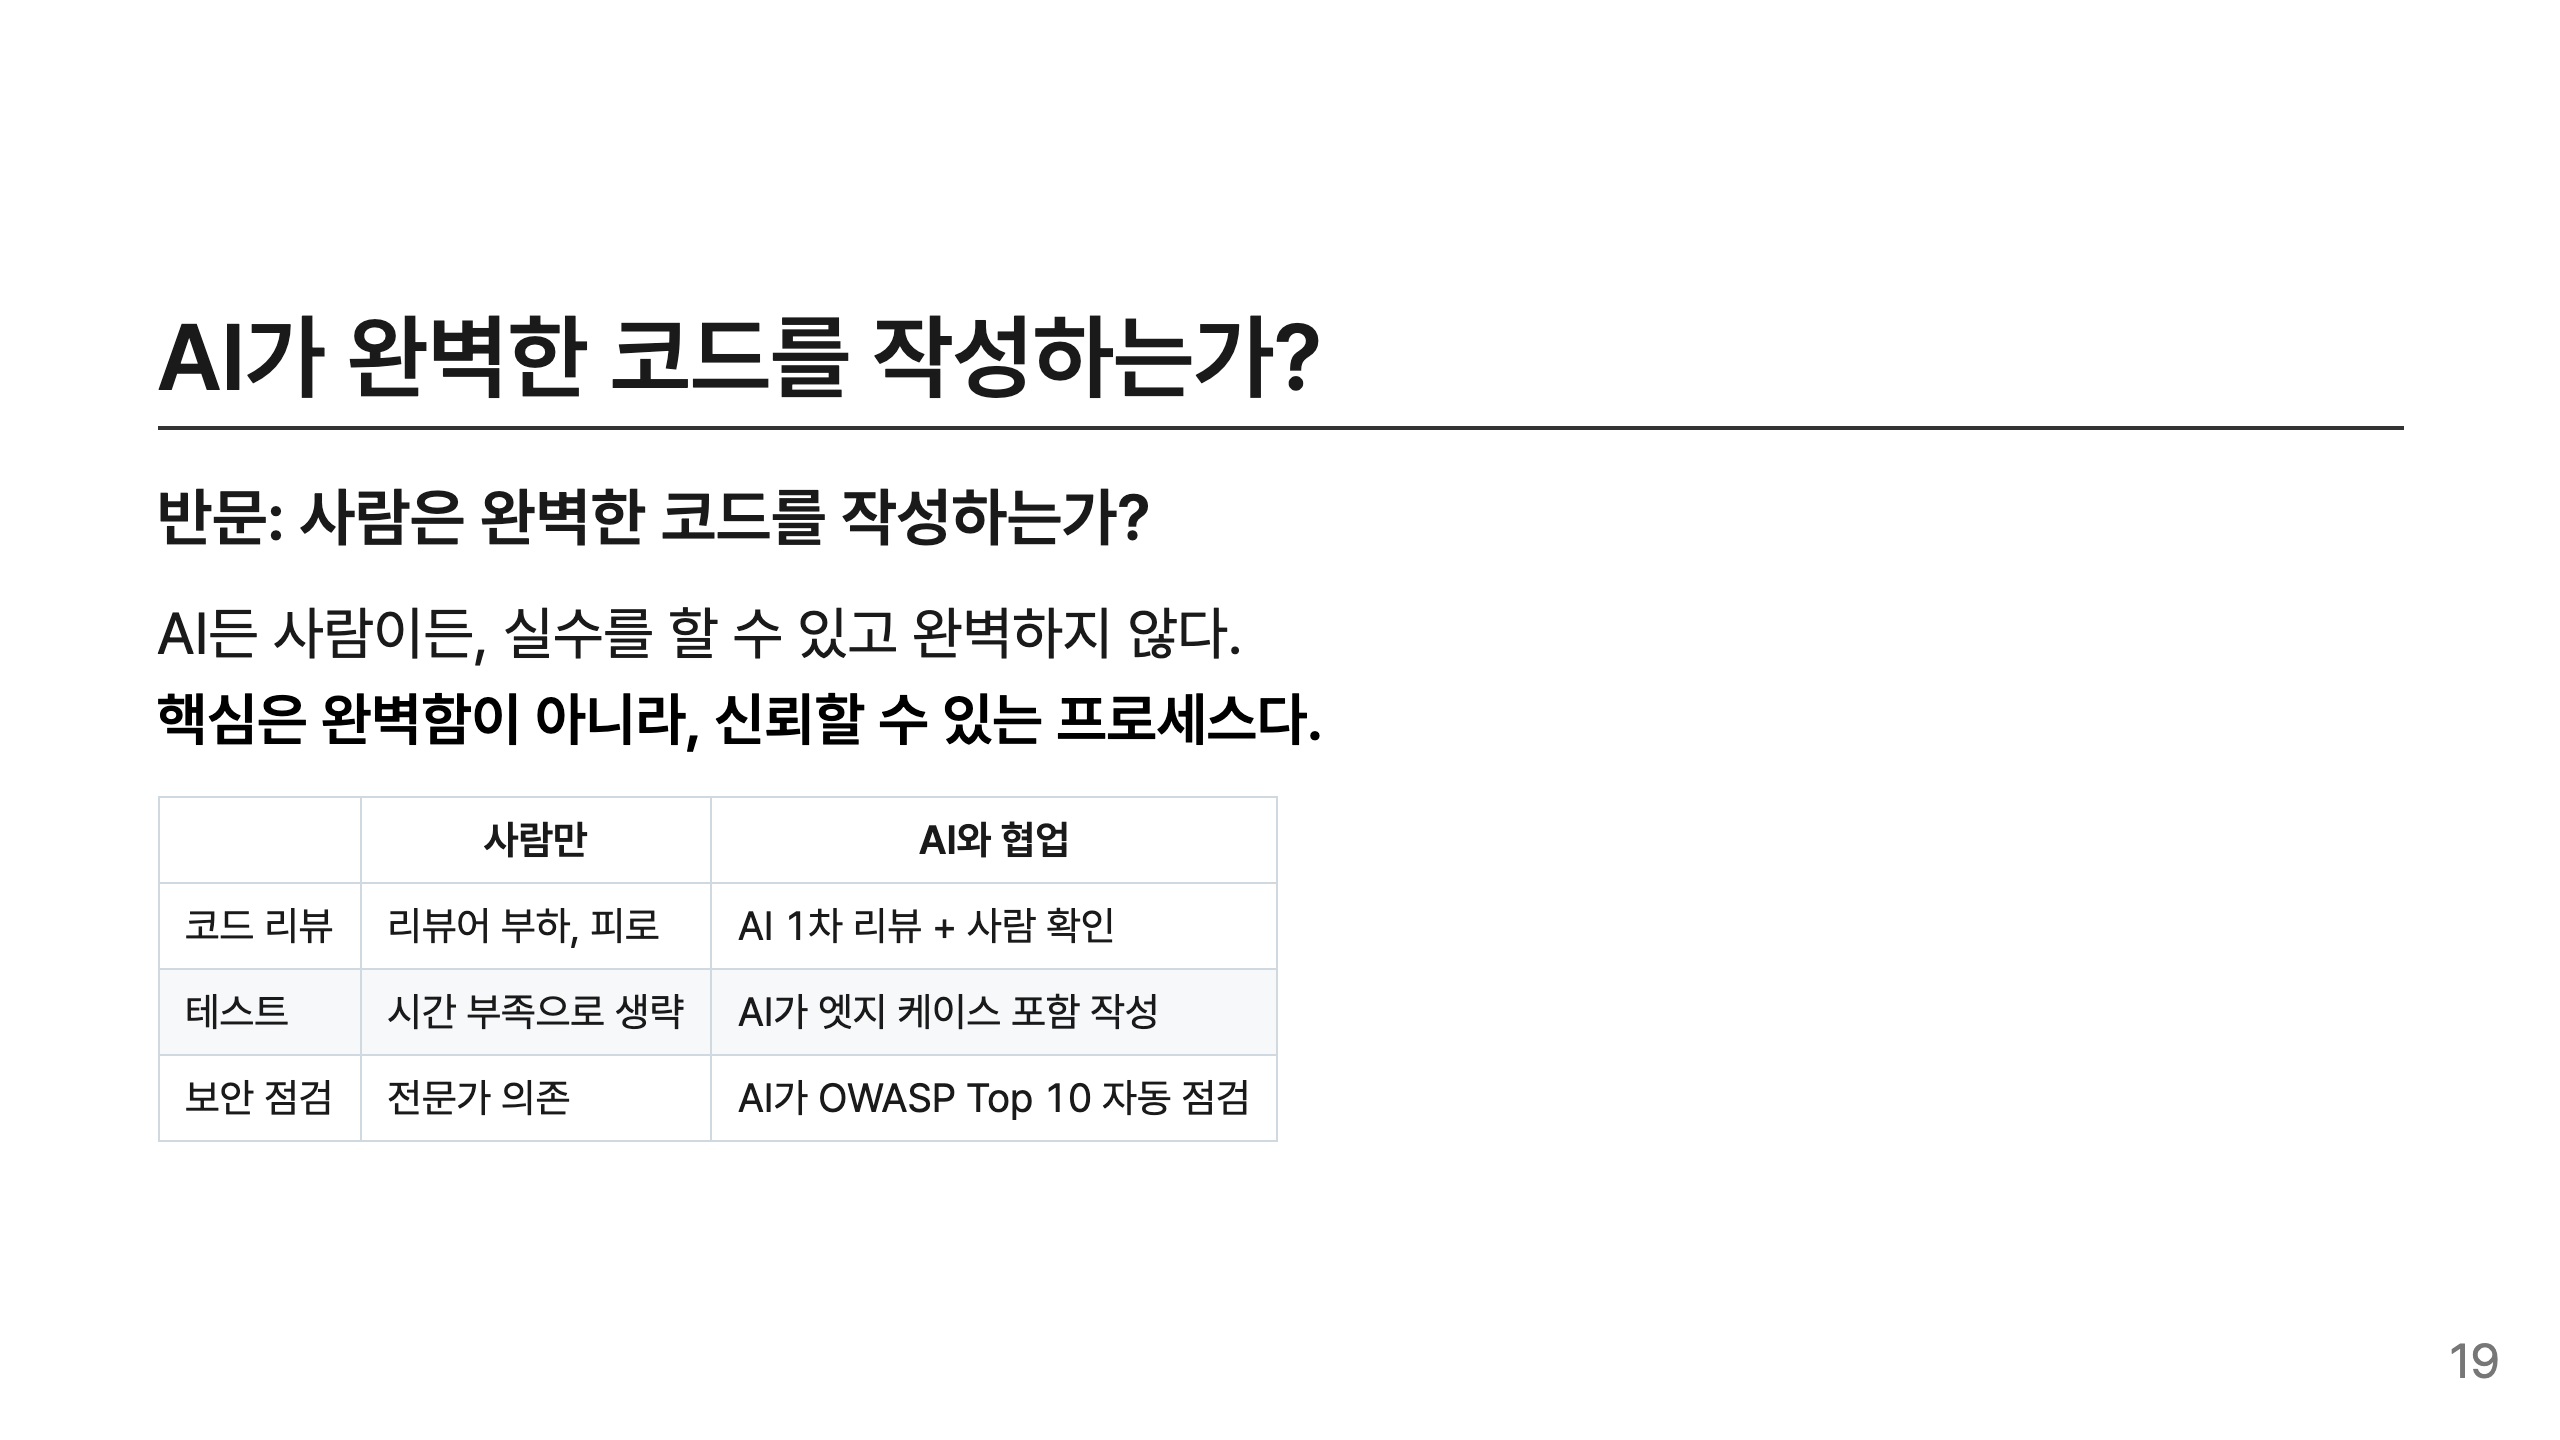 AI가 완벽한 코드를 작성하는가?
반문: 사람은 완벽한 코드를 작성하는가?
AI든 사람이든, 실수를 할 수 있고 완벽하지 않다.
핵심은 완벽함이 아니라, 신뢰할 수 있는 프로세스다.
사람만 AI와 협업
코드 리뷰 리뷰어 부하, 피로 AI 1차 리뷰 + 사람 확인
테스트 시간 부족으로 생략 AI가 엣지 케이스 포함 작성
보안 점검 전문가 의존 AI가 OWASP Top 10 자동 점검
19